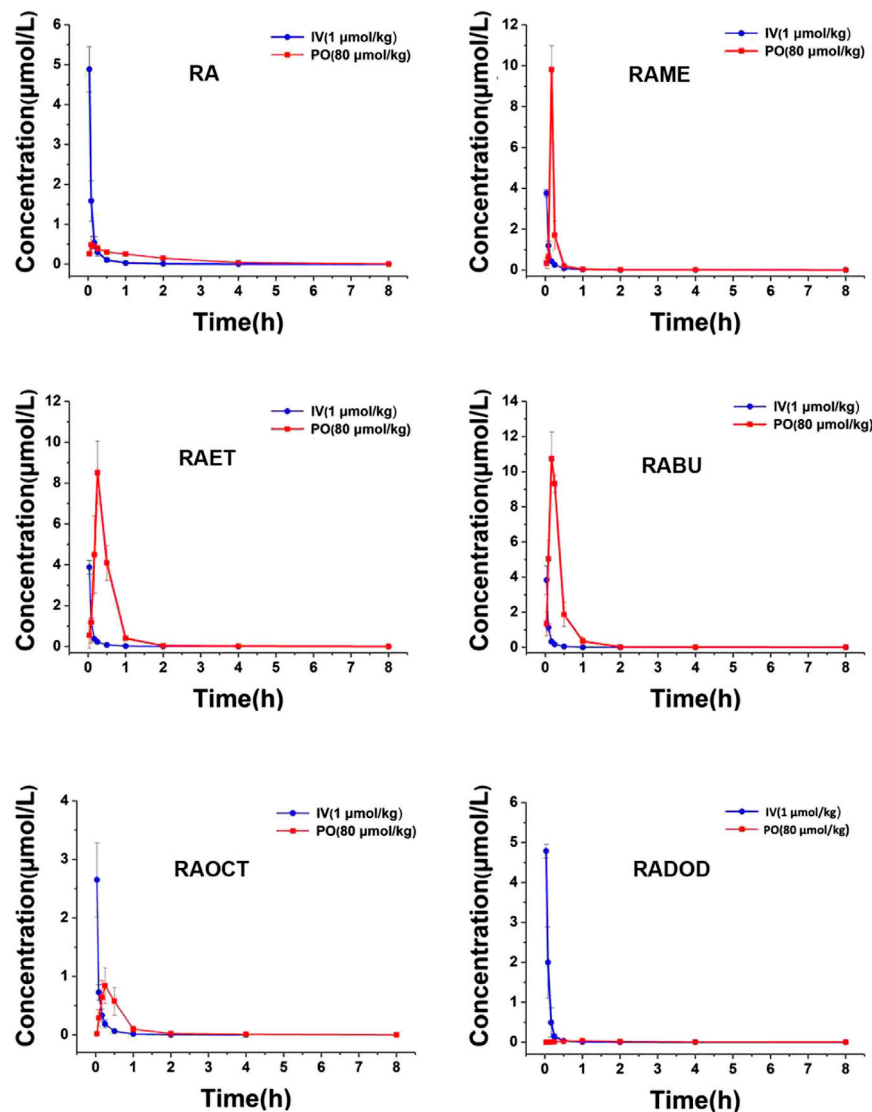 RA
IV(1 μmol/kg)
PO(80 μmol/kg)
Concentration(μmol/L)
6
5
4
3
2
1
0
0 1 2 3 4 5 6 7 8
Time(h)
RAME
IV(1 μmol/kg)
PO(80 μmol/kg)
Concentration(μmol/L)
12
10
8
6
4
2
0
0 1 2 3 4 5 6 7 8
Time(h)
RAET
IV(1 μmol/kg)
PO(80 μmol/kg)
Concentration(μmol/L)
12
10
8
6
4
2
0
0 1 2 3 4 5 6 7 8
Time(h)
RABU
IV(1 μmol/kg)
PO(80 μmol/kg)
Concentration(μmol/L)
14
12
10
8
6
4
2
0
0 1 2 3 4 5 6 7 8
Time(h)
RAOCT
IV(1 μmol/kg)
PO(80 μmol/kg)
Concentration(μmol/L)
4
3
2
1
0
0 1 2 3 4 5 6 7 8
Time(h)
RADOD
IV(1 μmol/kg)
PO(80 μmol/kg)
Concentration(μmol/L)
6
5
4
3
2
1
0
0 1 2 3 4 5 6 7 8
Time(h)